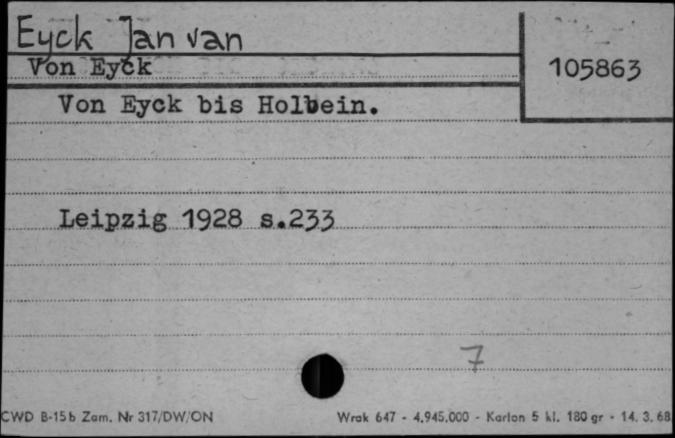 Eyck Jan van
Von Eyck
105863
Von Eyck bis Holbein.
Leipzig 1928 s.233
7
CWD B-15b Zam. Nr 317/DW/ON
Wrak 647 - 4.945.000 - Karton 5 kl. 180 gr - 14. 3. 68